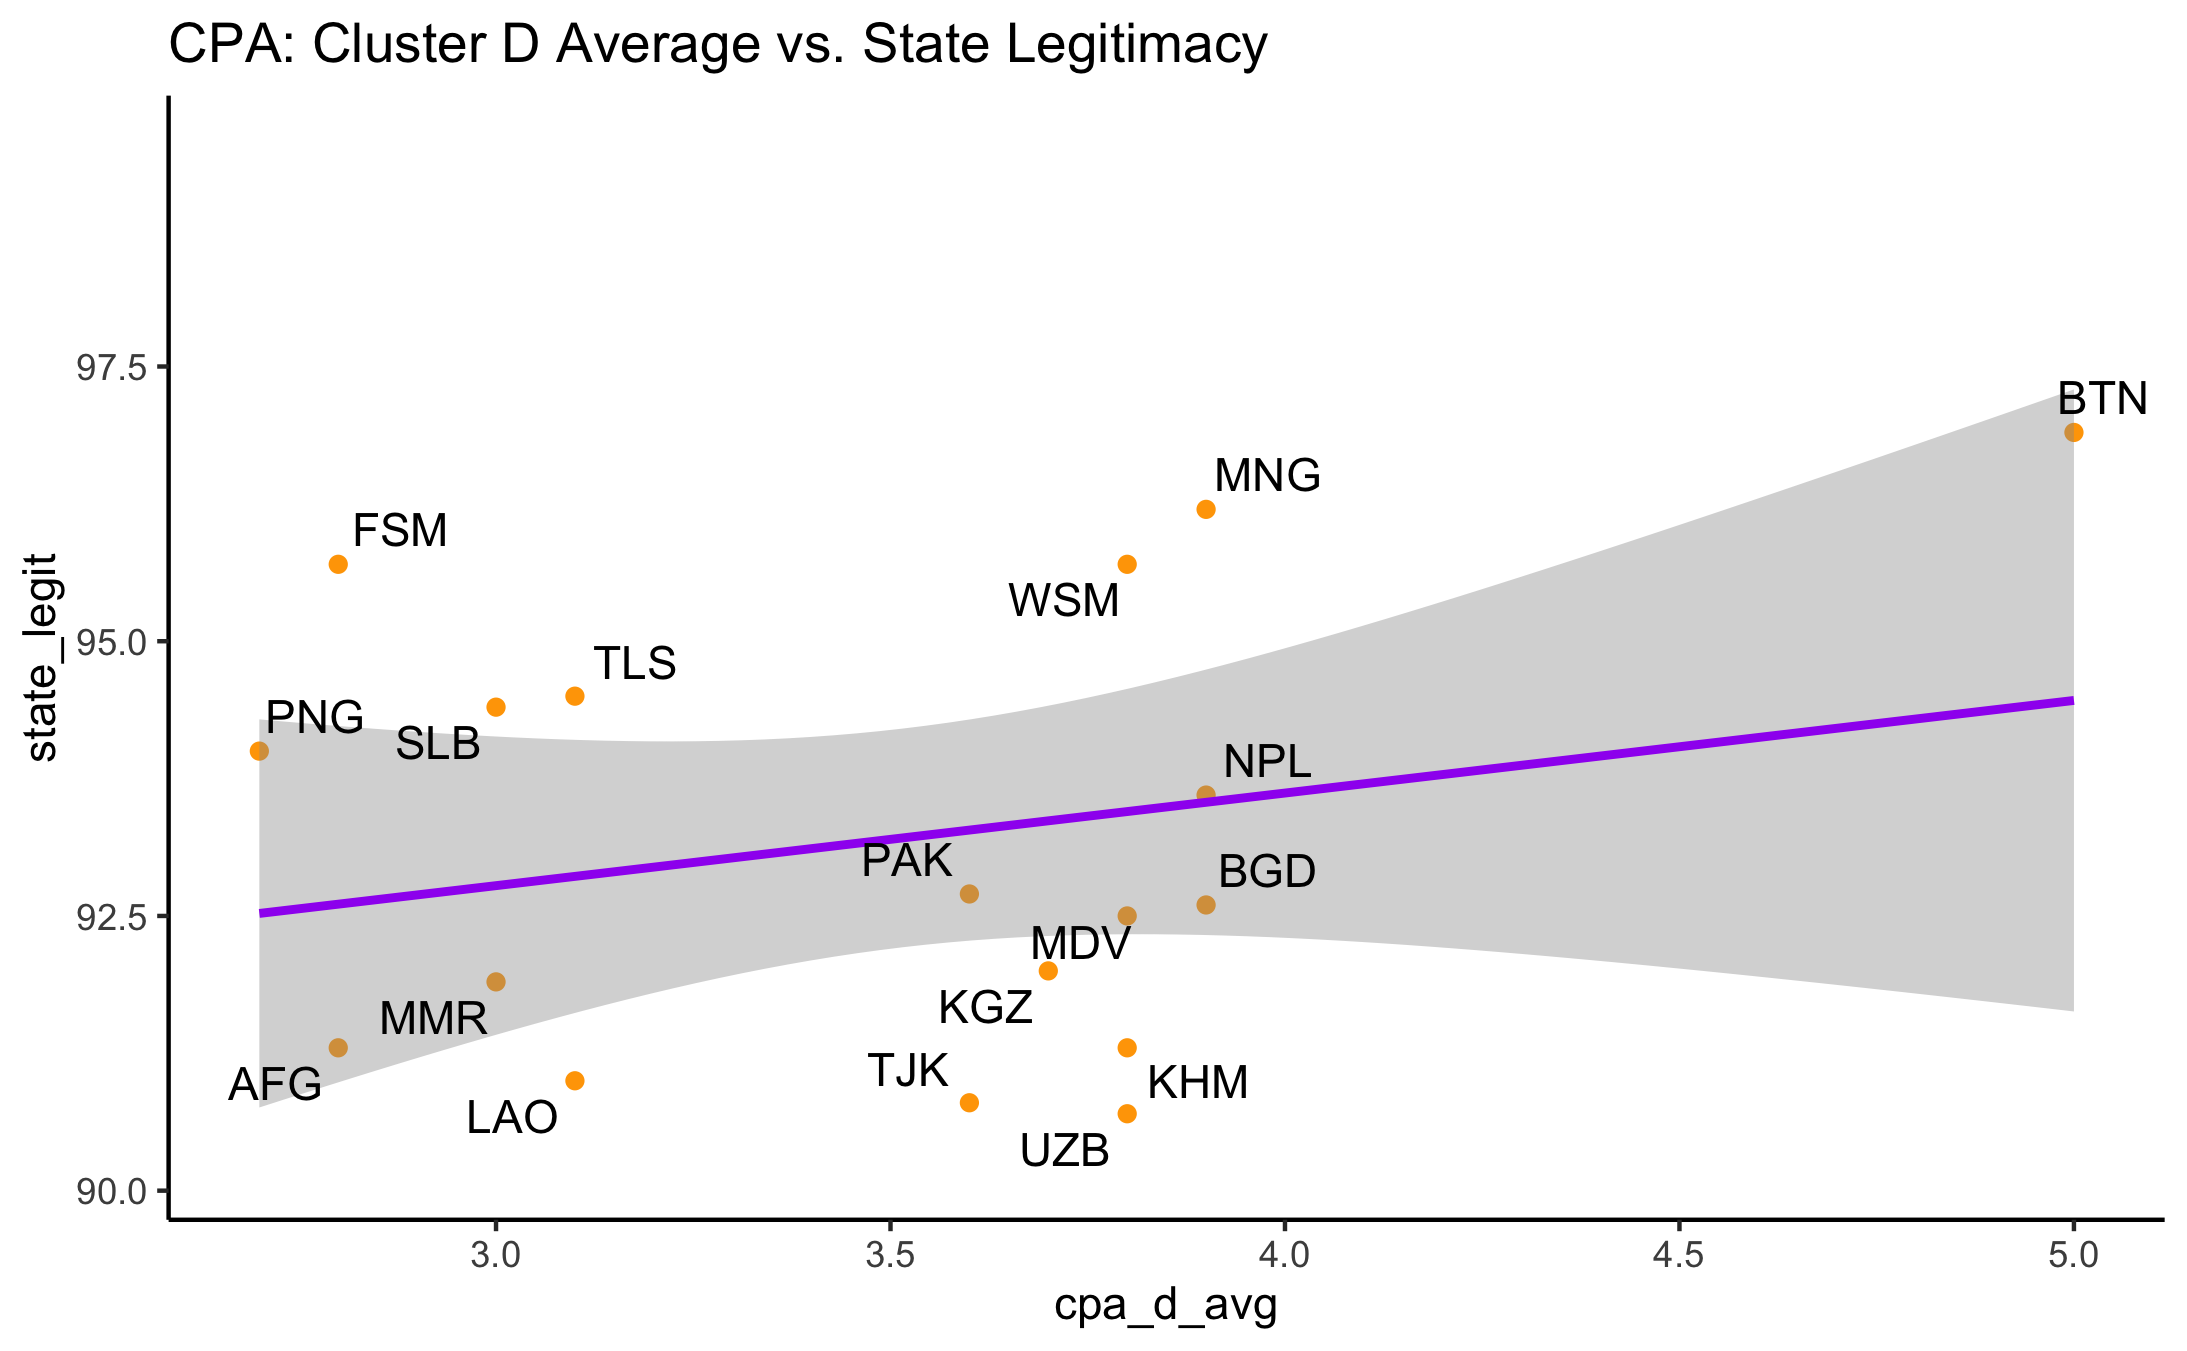 CPA: Cluster D Average vs. State Legitimacy
state_legit
97.5
95.0
92.5
90.0
BTN
MNG
FSM
WSM
TLS
PNG
SLB
NPL
PAK
BGD
MDV
KGZ
MMR
TJK
KHM
AFG
LAO
UZB
3.0 3.5 4.0 4.5 5.0
cpa_d_avg